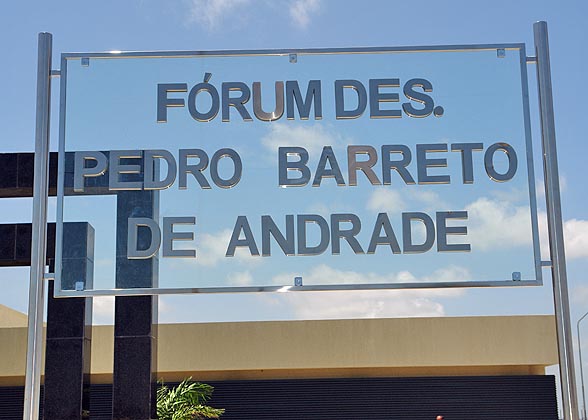 FÓRUM DES.
PEDRO BARRETO
DE ANDRADE